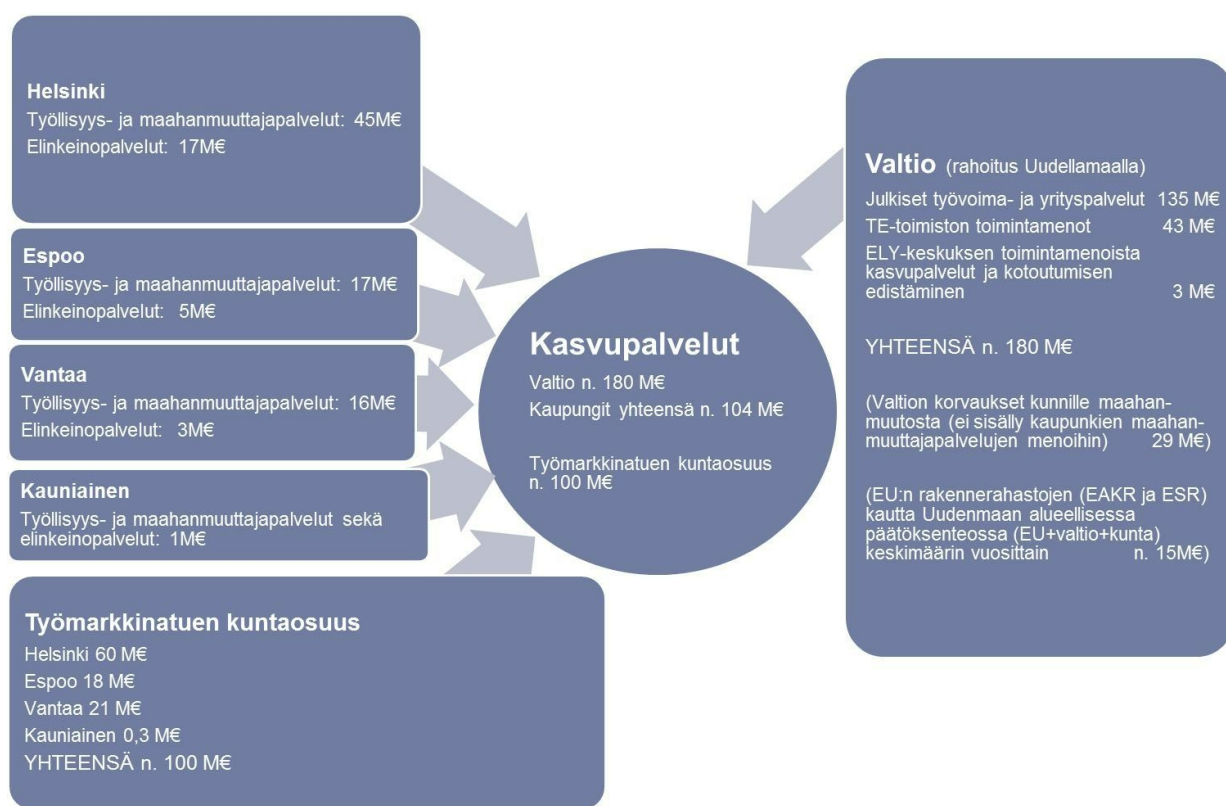 Helsinki
Työllisyys- ja maahanmuuttajapalvelut: 45M€
Elinkeinopalvelut: 17M€
Espoo
Työllisyys- ja maahanmuuttajapalvelut: 17M€
Elinkeinopalvelut: 5M€
Vantaa
Työllisyys- ja maahanmuuttajapalvelut: 16M€
Elinkeinopalvelut: 3M€
Kauniainen
Työllisyys- ja maahanmuuttajapalvelut sekä
elinkeinopalvelut: 1M€
Työmarkkinatuen kuntaosuus
Helsinki 60 M€
Espoo 18 M€
Vantaa 21 M€
Kauniainen 0,3 M€
YHTEENSÄ n. 100 M€
Kasvupalvelut
Valtio n. 180 M€
Kaupungit yhteensä n. 104 M€
Työmarkkinatuen kuntaosuus
n. 100 M€
Valtio (rahoitus Uudellamaalla)
Julkiset työvoima- ja yrityspalvelut 135 M€
TE-toimiston toimintamenot 43 M€
ELY-keskuksen toimintamenoista
kasvupalvelut ja kotoutumisen
edistäminen 3 M€
YHTEENSÄ n. 180 M€
(Valtion korvaukset kunnille maahan-
muutosta (ei sisälly kaupunkien maahan-
muuttajapalvelujen menoihin) 29 M€)
(EU:n rakennerahastojen (EAKR ja ESR)
kautta Uudenmaan alueellisessa
päätöksenteossa (EU+valtio+kunta)
keskimäärin vuosittain n. 15M€)